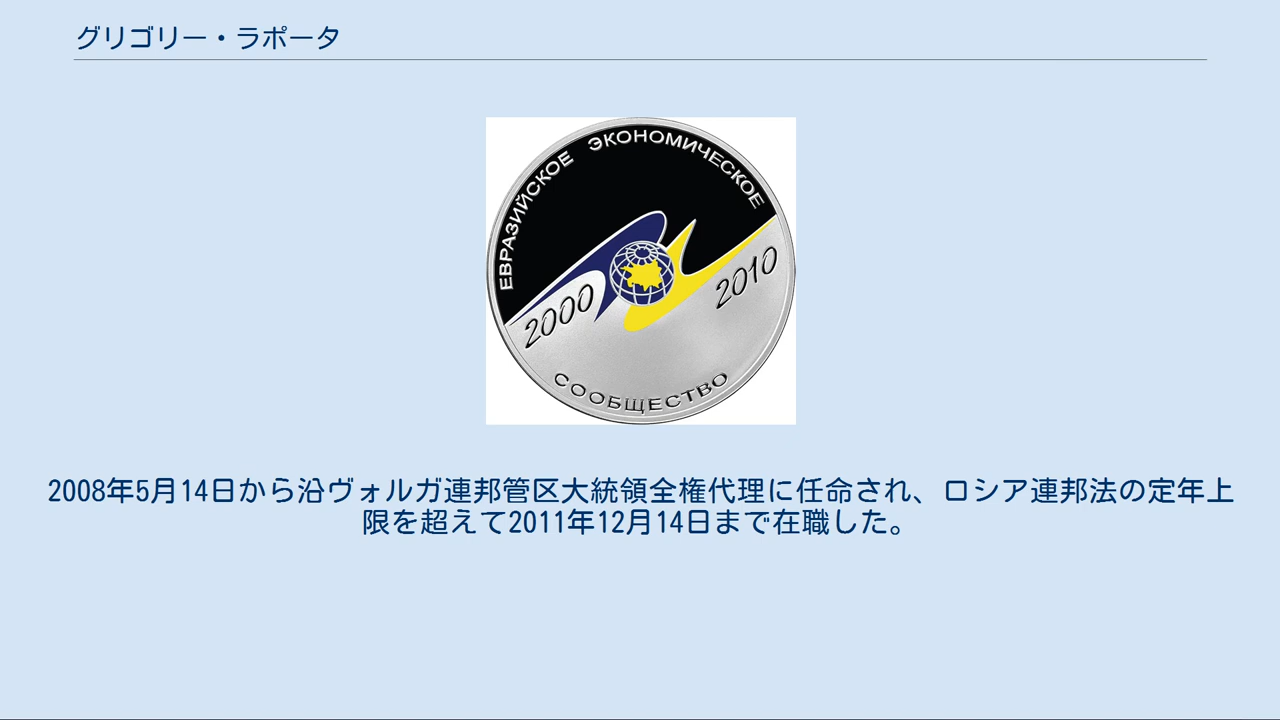 グリゴリー・ラポータ
ЕВРАЗИЙСКОЕ ЭКОНОМИЧЕСКОЕ
2000
2010
СООБЩЕСТВО
2008年5月14日から沿ヴォルガ連邦管区大統領全権代理に任命され、ロシア連邦法の定年上
限を超えて2011年12月14日まで在職した。